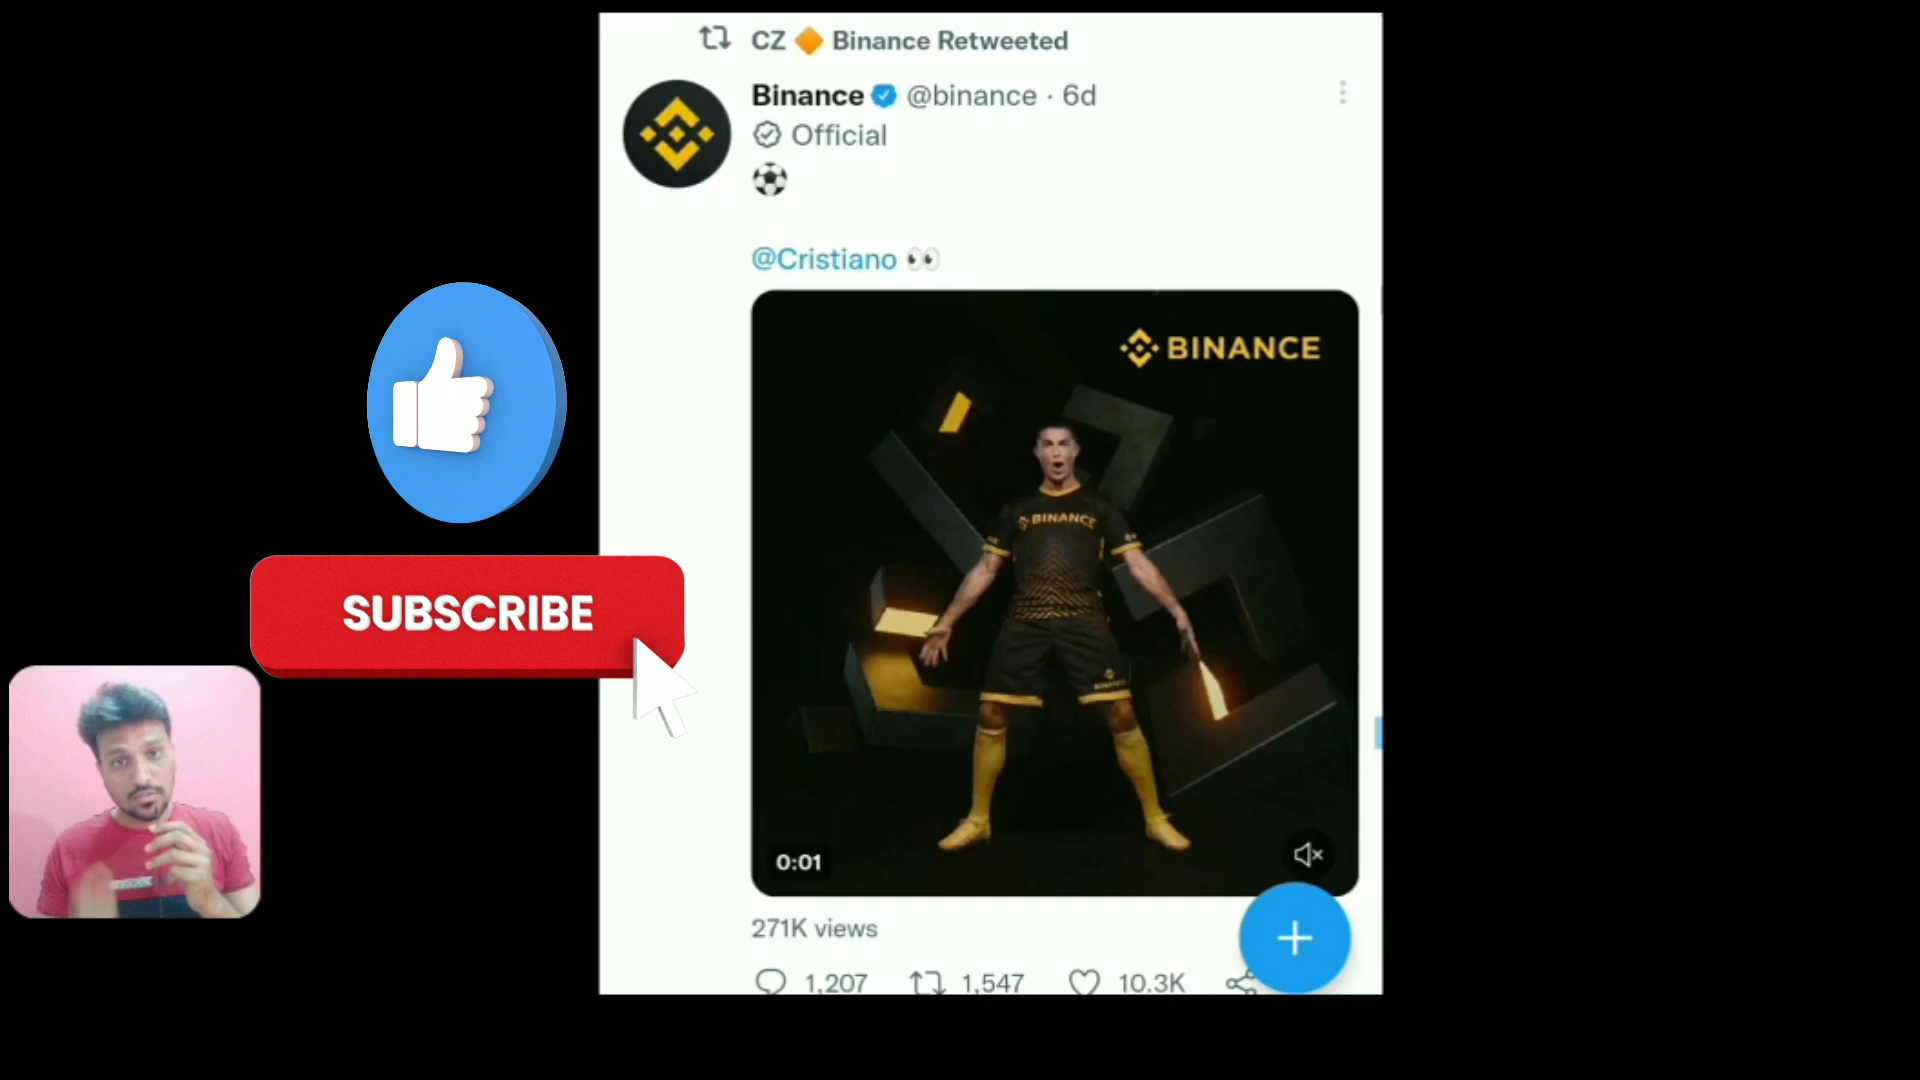 CZ 🔶 Binance Retweeted
Binance @binance · 6d
Official
⚽
@Cristiano 👀
BINANCE
BINANCE
BINANCE
0:01
271K views
1,207 1,547 10.3K
SUBSCRIBE